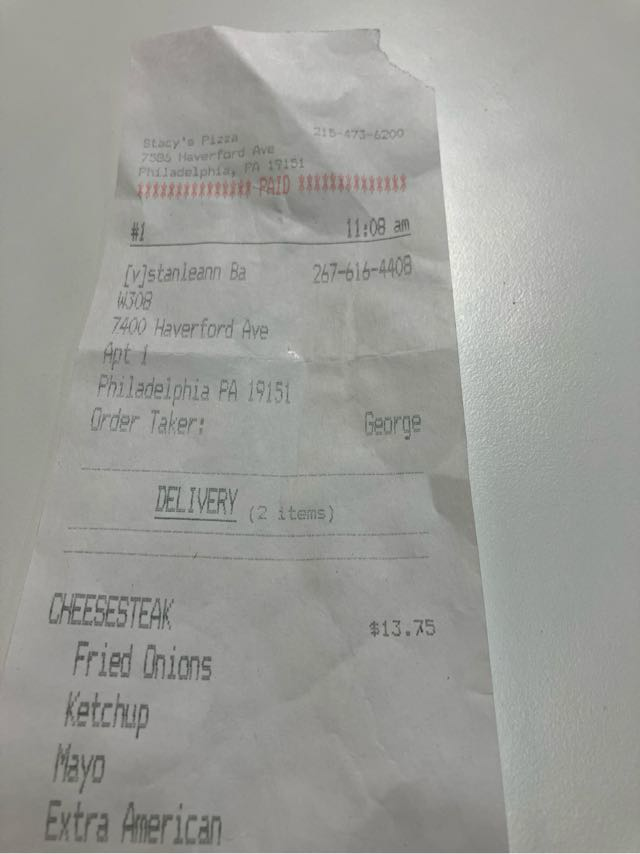 Stacy's Pizza 215-473-6200
7586 Haverford Ave
Philadelphia, PA 19151
*************** PAID **************
#1 11:08 am
[v]stanleann Ba 267-616-4408
W308
7400 Haverford Ave
Apt 1
Philadelphia PA 19151
Order Taker: George
DELIVERY (2 items)
CHEESESTEAK $13.75
Fried Onions
Ketchup
Mayo
Extra American